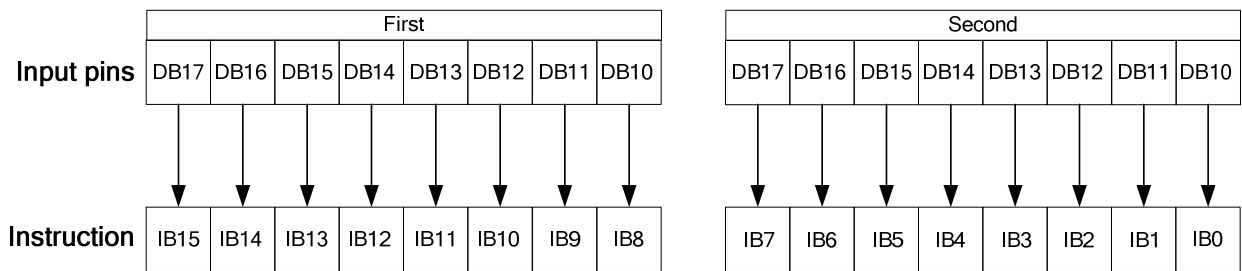 First Second
Input pins DB17 DB16 DB15 DB14 DB13 DB12 DB11 DB10 DB17 DB16 DB15 DB14 DB13 DB12 DB11 DB10
Instruction IB15 IB14 IB13 IB12 IB11 IB10 IB9 IB8 IB7 IB6 IB5 IB4 IB3 IB2 IB1 IB0